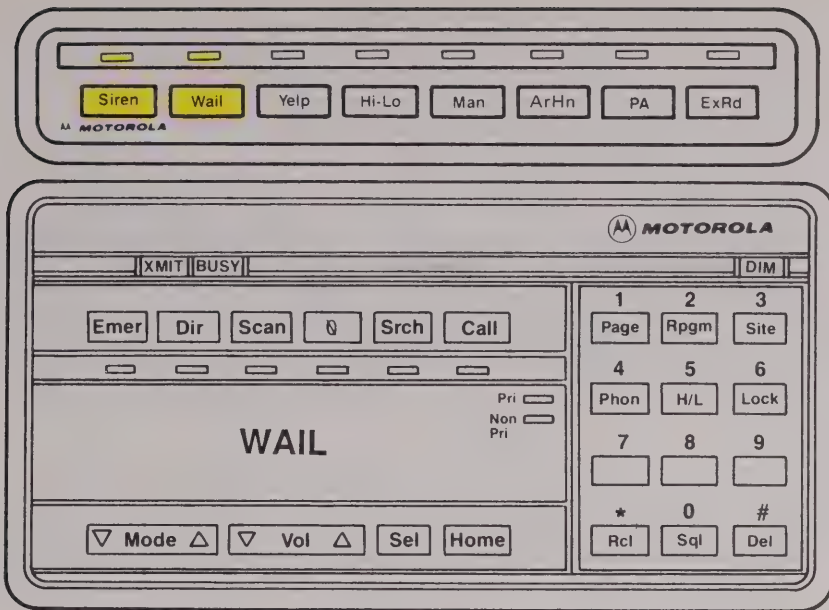 Siren Wail Yelp Hi-Lo Man ArHn PA ExRd
MOTOROLA
MOTOROLA
XMIT BUSY DIM
Emer Dir Scan Srch Call
1 2 3
Page Rpgm Site
4 5 6
Phon H/L Lock
Pri
Non
Pri
WAIL
7 8 9
* 0 #
Rcl Sql Del
▽ Mode △ ▽ Vol △ Sel Home